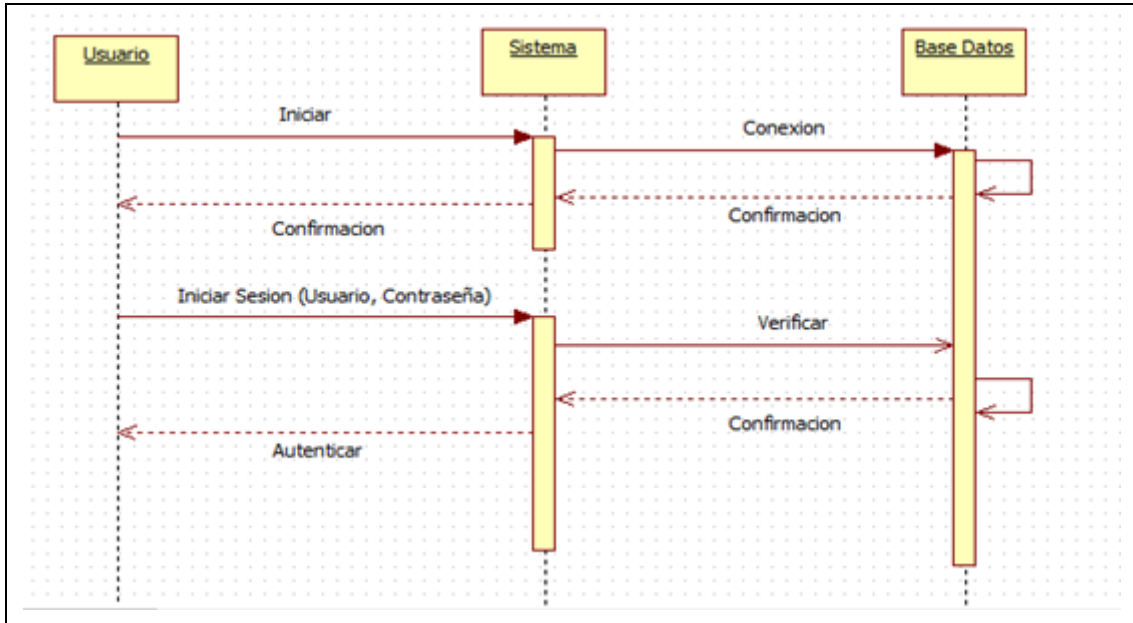 Usuario
Sistema
Base Datos
Iniciar
Conexion
Confirmacion
Confirmacion
Iniciar Sesion (Usuario, Contraseña)
Verificar
Confirmacion
Autenticar